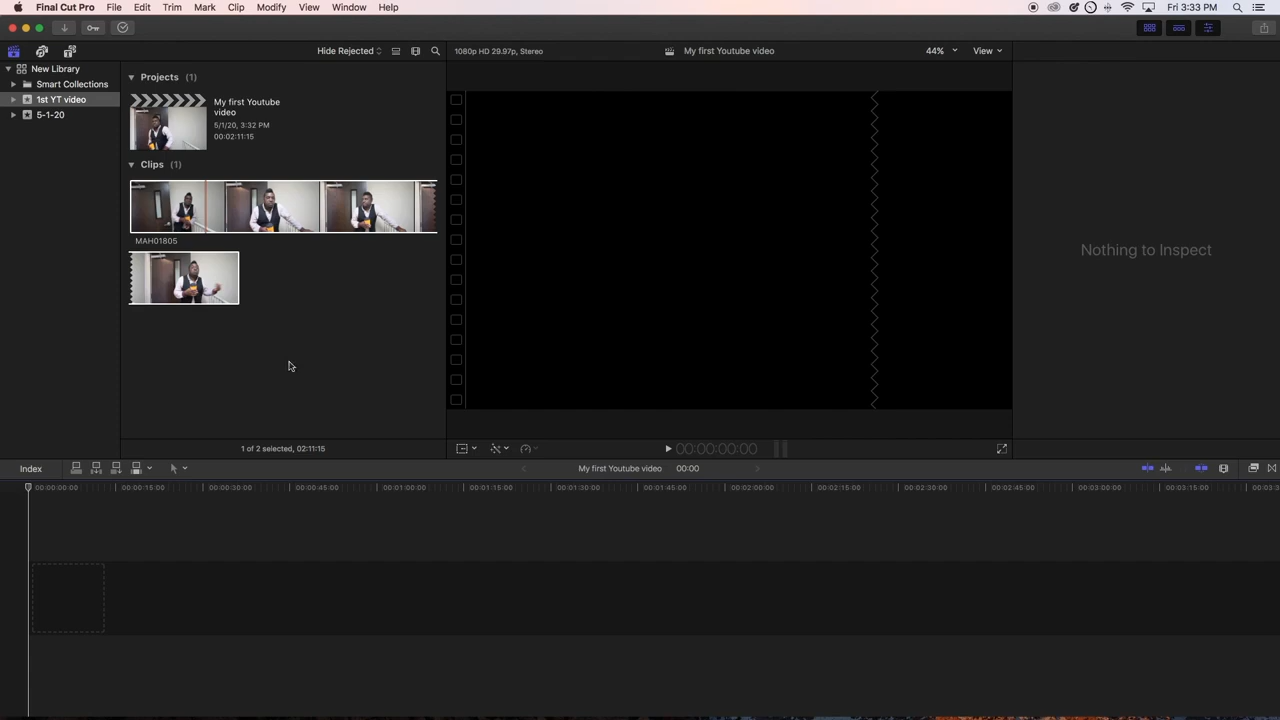 Final Cut Pro File Edit Trim Mark Clip Modify View Window Help Fri 3:33 PM
Hide Rejected 1080p HD 29.97p, Stereo My first Youtube video 44% View
New Library
Smart Collections
1st YT video
5-1-20
Projects (1)
My first Youtube
video
5/1/20, 3:32 PM
00:02:11:15
Clips (1)
MAH01805
1 of 2 selected, 02:11:15
00:00:00:00
Nothing to Inspect
Index My first Youtube video 00:00
00:00:00:00 00:00:15:00 00:00:30:00 00:00:45:00 00:01:00:00 00:01:15:00 00:01:30:00 00:01:45:00 00:02:00:00 00:02:15:00 00:02:30:00 00:02:45:00 00:03:00:00 00:03:15:00 00:03:3